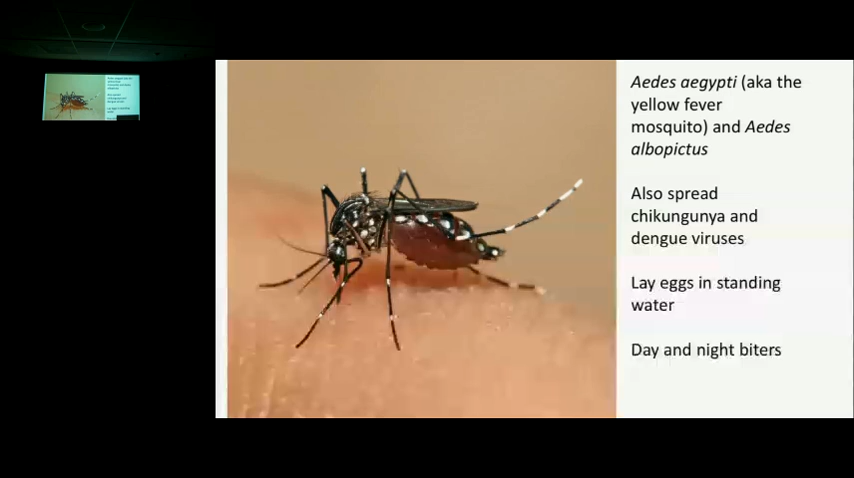 Aedes aegypti (aka the
yellow fever
mosquito) and Aedes
albopictus
Also spread
chikungunya and
dengue viruses
Lay eggs in standing
water
Day and night biters